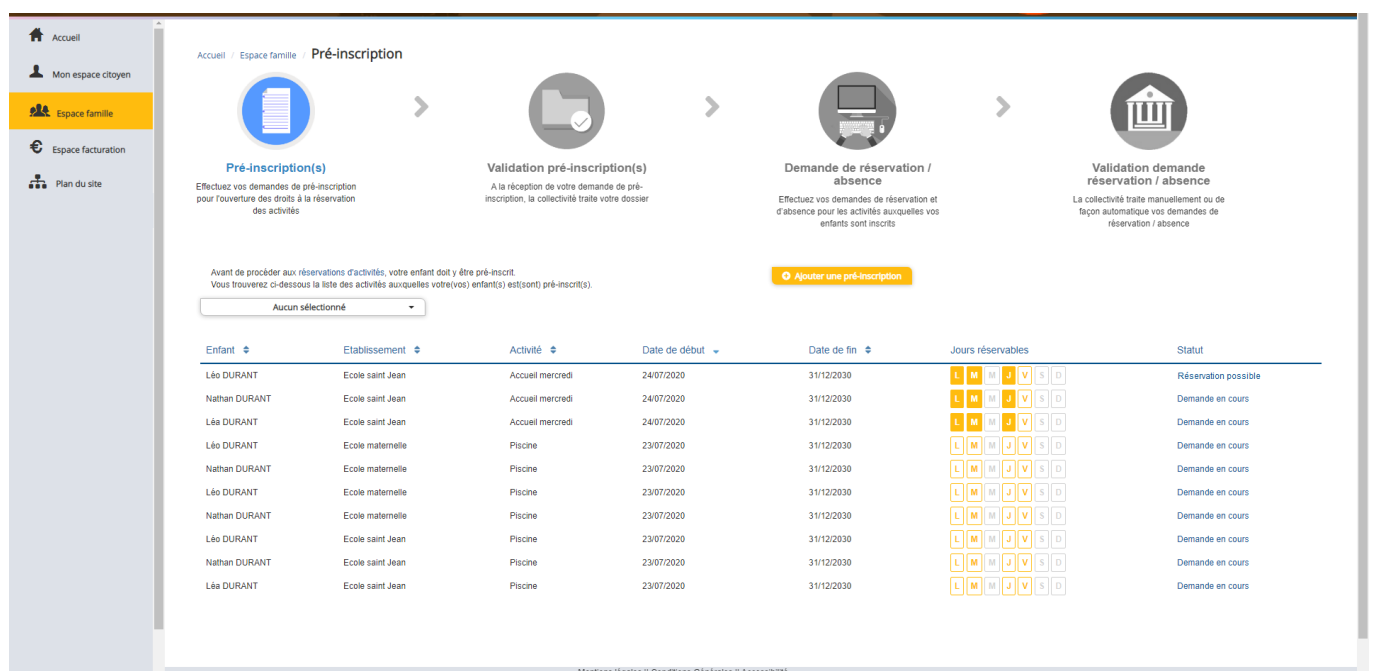 Accueil
Mon espace citoyen
Espace famille
Espace facturation
Plan du site
Accueil / Espace famille / Pré-inscription
Pré-inscription(s)
Effectuez vos demandes de pré-inscription
pour l'ouverture des droits à la réservation
des activités
Validation pré-inscription(s)
A la réception de votre demande de pré-
inscription, la collectivité traite votre dossier
Demande de réservation /
absence
Effectuez vos demandes de réservation et
d'absence pour les activités auxquelles vos
enfants sont inscrits
Validation demande
réservation / absence
La collectivité traite manuellement ou de
façon automatique vos demandes de
réservation / absence
Avant de procéder aux réservations d'activités, votre enfant doit y être pré-inscrit.
Vous trouverez ci-dessous la liste des activités auxquelles votre(vos) enfant(s) est(sont) pré-inscrit(s).
Ajouter une pré-inscription
Aucun sélectionné
Enfant Etablissement Activité Date de début Date de fin Jours réservables Statut
Léo DURANT Ecole saint Jean Accueil mercredi 24/07/2020 31/12/2030 L M M J V S D Réservation possible
Nathan DURANT Ecole saint Jean Accueil mercredi 24/07/2020 31/12/2030 L M M J V S D Demande en cours
Léa DURANT Ecole saint Jean Accueil mercredi 24/07/2020 31/12/2030 L M M J V S D Demande en cours
Léo DURANT Ecole maternelle Piscine 23/07/2020 31/12/2030 L M M J V S D Demande en cours
Nathan DURANT Ecole maternelle Piscine 23/07/2020 31/12/2030 L M M J V S D Demande en cours
Léo DURANT Ecole maternelle Piscine 23/07/2020 31/12/2030 L M M J V S D Demande en cours
Nathan DURANT Ecole maternelle Piscine 23/07/2020 31/12/2030 L M M J V S D Demande en cours
Léo DURANT Ecole saint Jean Piscine 23/07/2020 31/12/2030 L M M J V S D Demande en cours
Nathan DURANT Ecole saint Jean Piscine 23/07/2020 31/12/2030 L M M J V S D Demande en cours
Léa DURANT Ecole saint Jean Piscine 23/07/2020 31/12/2030 L M M J V S D Demande en cours
Mentions légales // Conditions Générales // Accessibilité